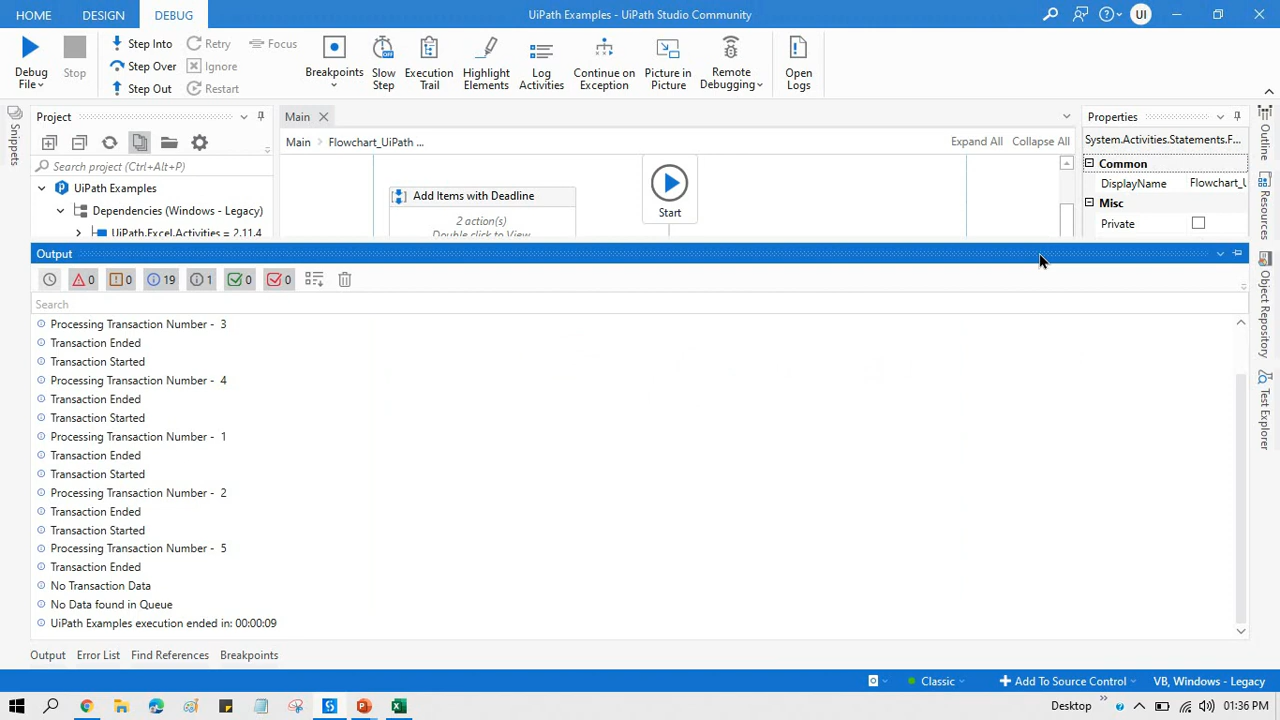 HOME DESIGN DEBUG UiPath Examples - UiPath Studio Community UI
Debug File Stop Step Into Step Over Step Out Retry Ignore Restart Focus Breakpoints Slow Step Execution Trail Highlight Elements Log Activities Continue on Exception Picture in Picture Remote Debugging Open Logs
Snippets
Project
Search project (Ctrl+Alt+P)
UiPath Examples
Dependencies (Windows - Legacy)
UiPath.Excel.Activities = 2.11.4
Main
Main Flowchart_UiPath ... Expand All Collapse All
Add Items with Deadline
2 action(s)
Double click to View
Start
Properties
System.Activities.Statements.F...
Common
DisplayName Flowchart_U
Misc
Private
Outline
Resources
Object Repository
Test Explorer
Output
0 0 19 1 0 0
Search
Processing Transaction Number - 3
Transaction Ended
Transaction Started
Processing Transaction Number - 4
Transaction Ended
Transaction Started
Processing Transaction Number - 1
Transaction Ended
Transaction Started
Processing Transaction Number - 2
Transaction Ended
Transaction Started
Processing Transaction Number - 5
Transaction Ended
No Transaction Data
No Data found in Queue
UiPath Examples execution ended in: 00:00:09
Output Error List Find References Breakpoints
Classic Add To Source Control VB, Windows - Legacy
Desktop 01:36 PM